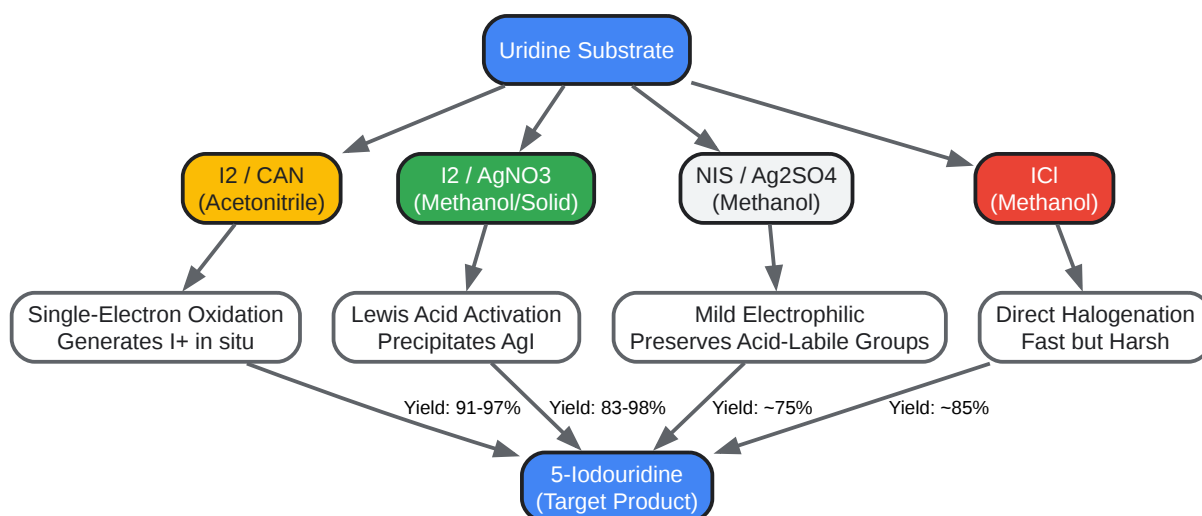 Uridine Substrate
I2 / CAN
(Acetonitrile)
I2 / AgNO3
(Methanol/Solid)
NIS / Ag2SO4
(Methanol)
ICl
(Methanol)
Single-Electron Oxidation
Generates I+ in situ
Lewis Acid Activation
Precipitates AgI
Mild Electrophilic
Preserves Acid-Labile Groups
Direct Halogenation
Fast but Harsh
Yield: 91-97%
Yield: 83-98%
Yield: ~75%
Yield: ~85%
5-Iodouridine
(Target Product)